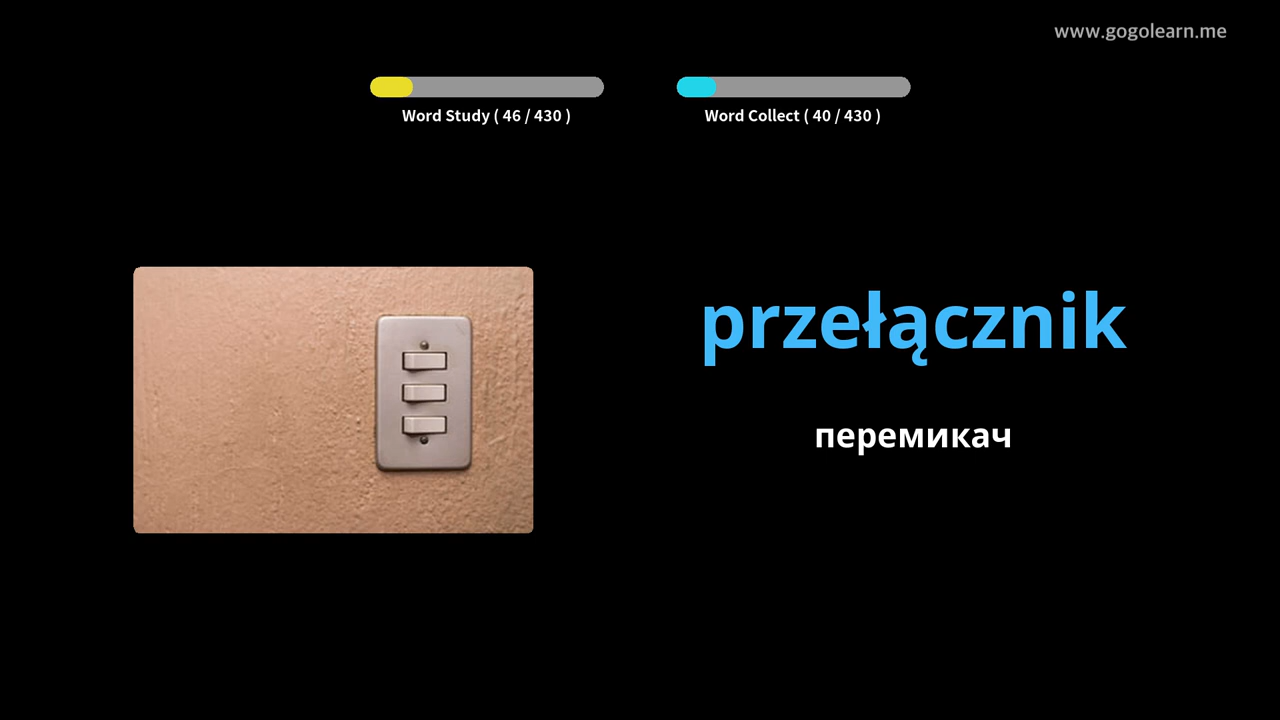 www.gogolearn.me
Word Study ( 46 / 430 )
Word Collect ( 40 / 430 )
przełącznik
перемикач